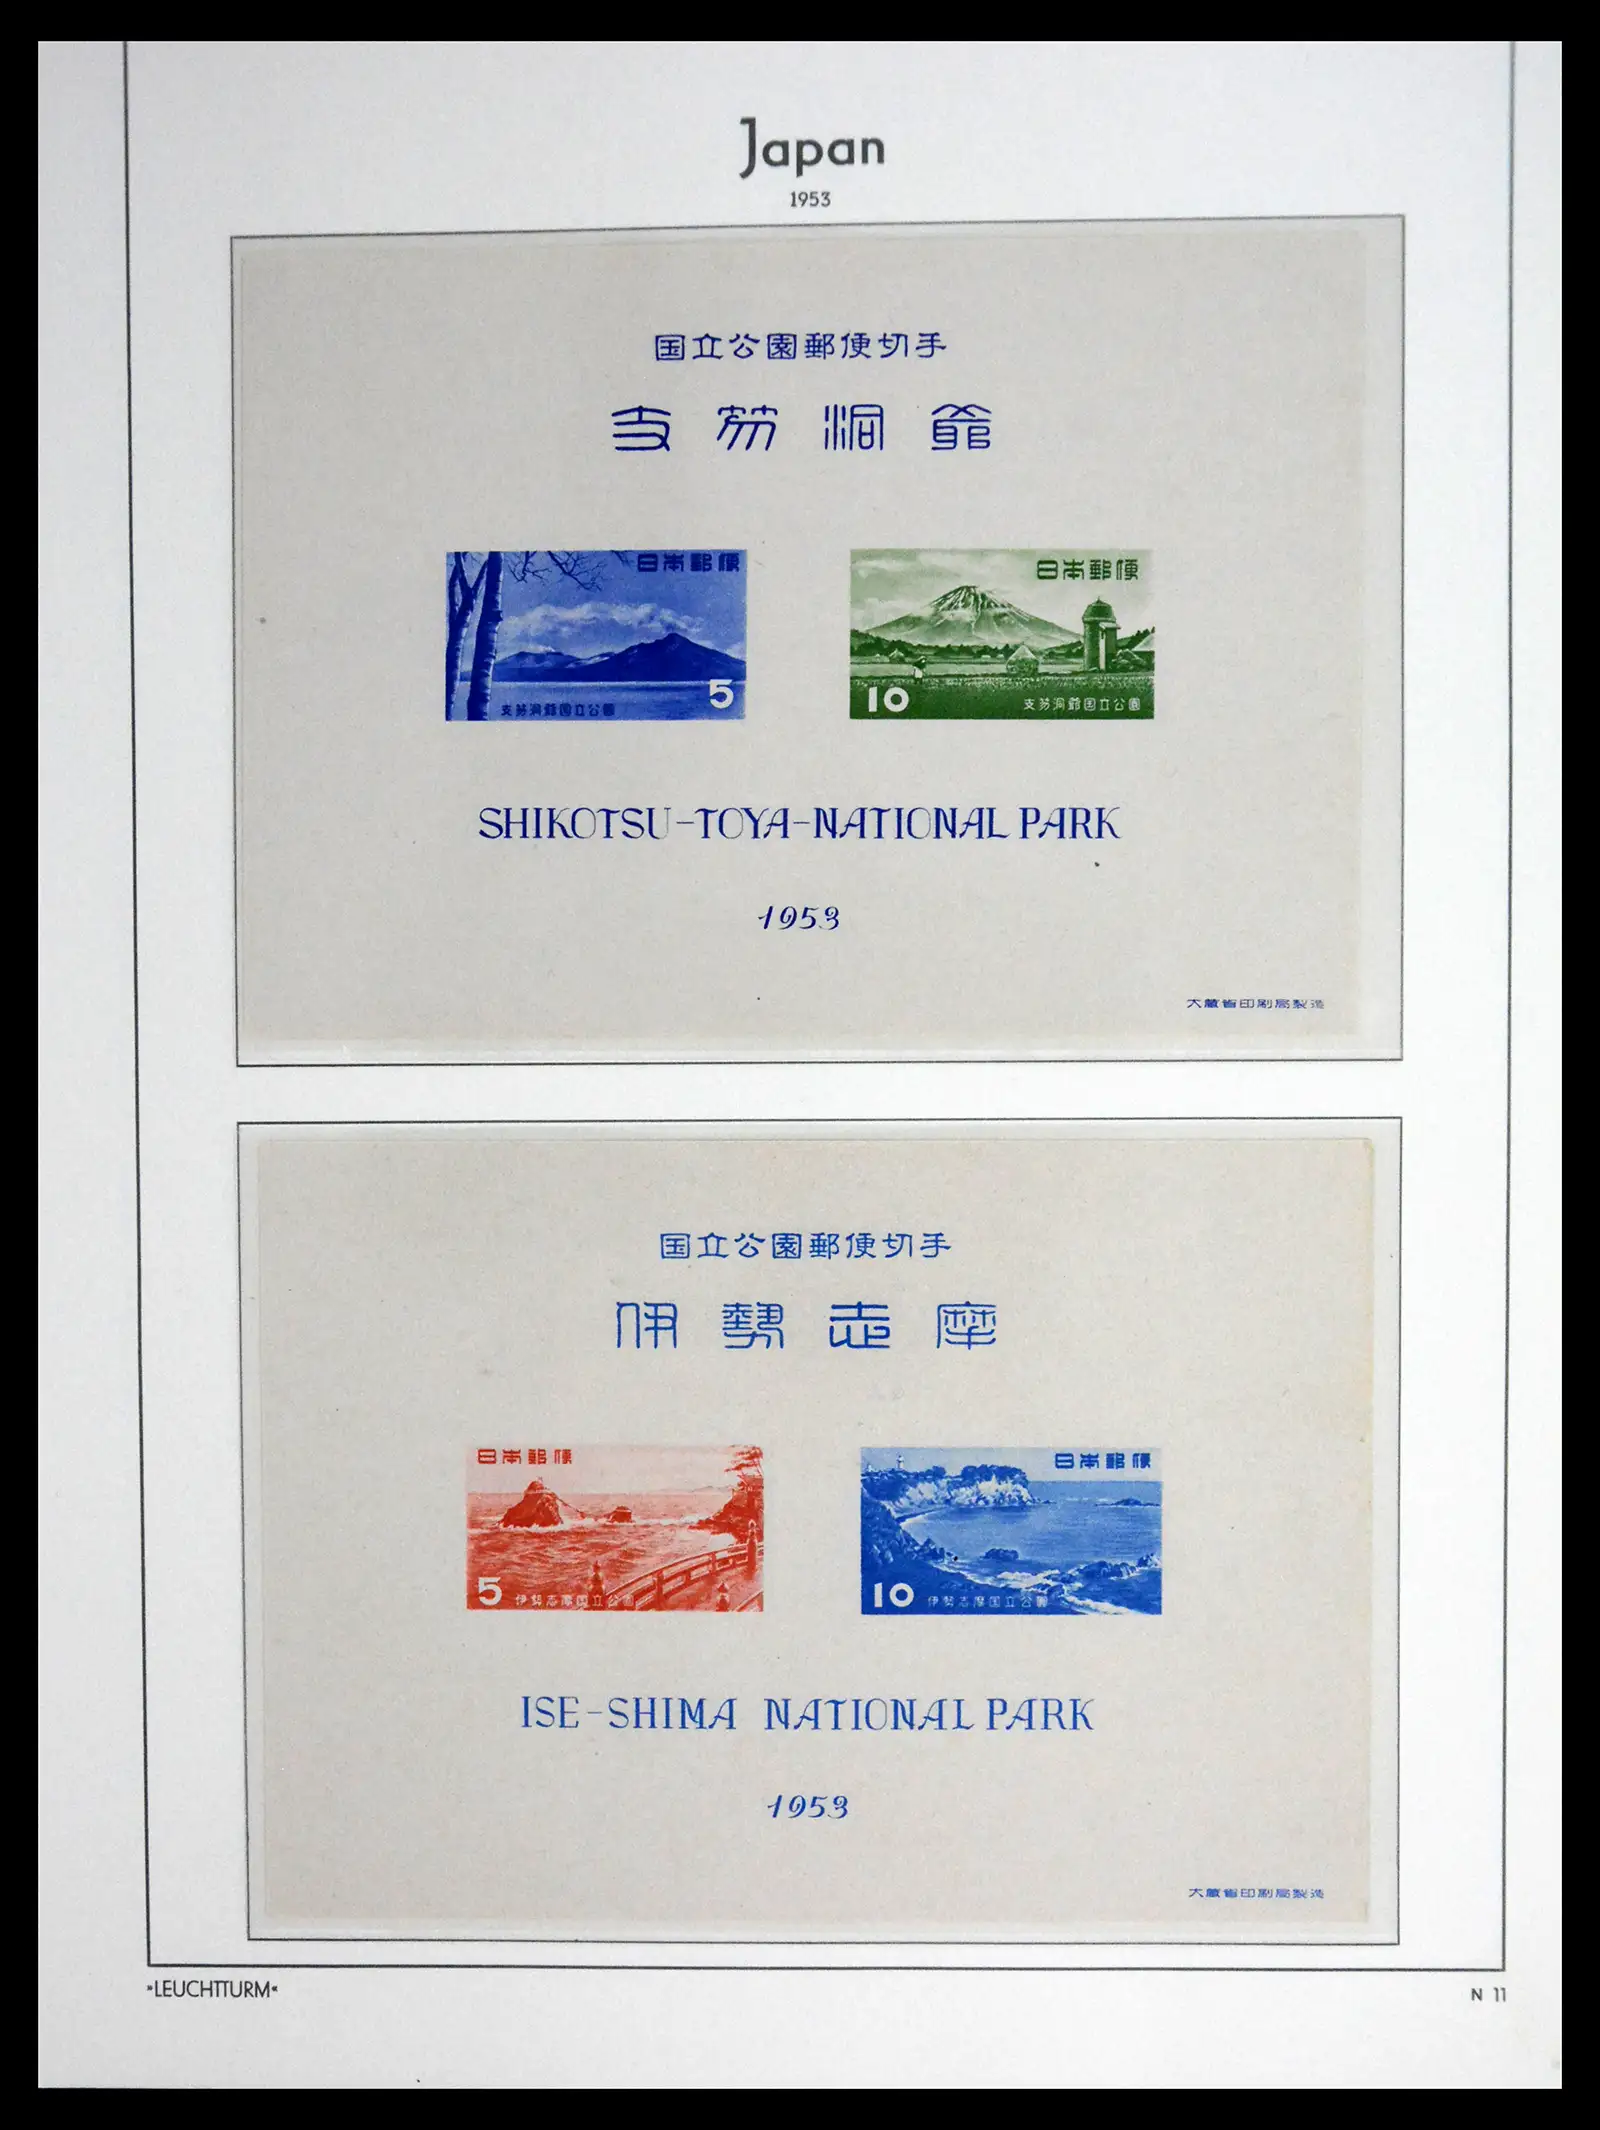 Japan
1953
国立公園郵便切手
支笏洞爺
日本郵便
5
支笏洞爺国立公園
日本郵便
10
支笏洞爺国立公園
SHIKOTSU-TOYA-NATIONAL PARK
1953
大蔵省印刷局製造
国立公園郵便切手
伊勢志摩
日本郵便
5
伊勢志摩国立公園
日本郵便
10
伊勢志摩国立公園
ISE-SHIMA NATIONAL PARK
1953
大蔵省印刷局製造
»LEUCHTTURM«
N 11